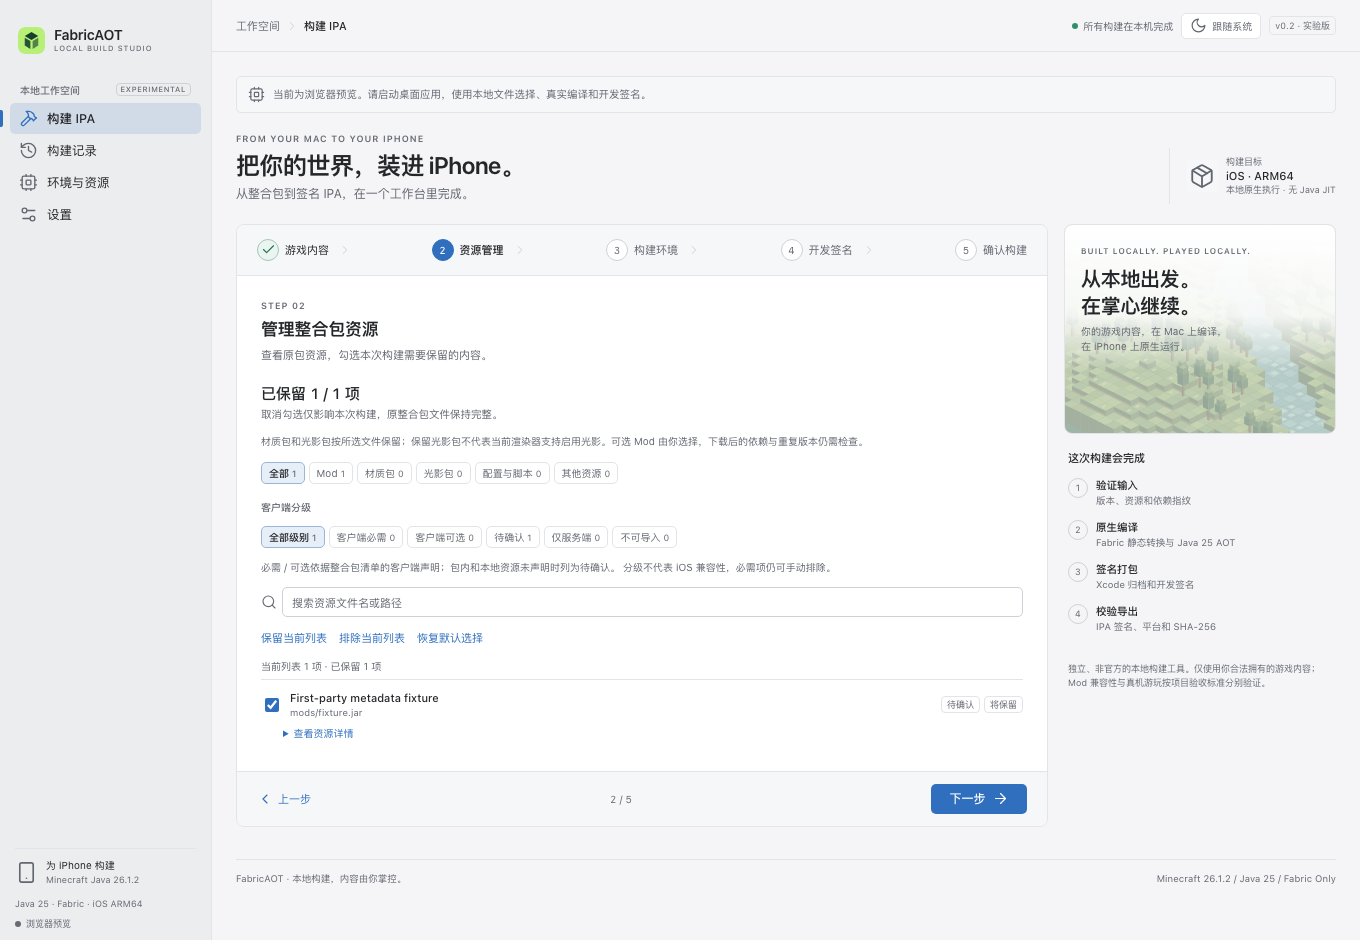 FabricAOT
LOCAL BUILD STUDIO
本地工作空间
EXPERIMENTAL
构建 IPA
构建记录
环境与资源
设置
为 iPhone 构建
Minecraft Java 26.1.2
Java 25 · Fabric · iOS ARM64
浏览器预览
工作空间
构建 IPA
所有构建在本机完成
跟随系统
v0.2 · 实验版
当前为浏览器预览。请启动桌面应用，使用本地文件选择、真实编译和开发签名。
FROM YOUR MAC TO YOUR IPHONE
把你的世界，装进 iPhone。
从整合包到签名 IPA，在一个工作台里完成。
构建目标
iOS · ARM64
本地原生执行 · 无 Java JIT
游戏内容
2 资源管理
3 构建环境
4 开发签名
5 确认构建
STEP 02
管理整合包资源
查看原包资源，勾选本次构建需要保留的内容。
已保留 1 / 1 项
取消勾选仅影响本次构建，原整合包文件保持完整。
材质包和光影包按所选文件保留；保留光影包不代表当前渲染器支持启用光影。可选 Mod 由你选择，下载后的依赖与重复版本仍需检查。
全部 1
Mod 1
材质包 0
光影包 0
配置与脚本 0
其他资源 0
客户端分级
全部级别 1
客户端必需 0
客户端可选 0
待确认 1
仅服务端 0
不可导入 0
必需 / 可选依据整合包清单的客户端声明；包内和本地资源未声明时列为待确认。 分级不代表 iOS 兼容性，必需项仍可手动排除。
搜索资源文件名或路径
保留当前列表
排除当前列表
恢复默认选择
当前列表 1 项 · 已保留 1 项
First-party metadata fixture
mods/fixture.jar
待确认
将保留
查看资源详情
上一步
2 / 5
下一步
BUILT LOCALLY. PLAYED LOCALLY.
从本地出发。
在掌心继续。
你的游戏内容，在 Mac 上编译，
在 iPhone 上原生运行。
这次构建会完成
1 验证输入
版本、资源和依赖指纹
2 原生编译
Fabric 静态转换与 Java 25 AOT
3 签名打包
Xcode 归档和开发签名
4 校验导出
IPA 签名、平台和 SHA-256
独立、非官方的本地构建工具。仅使用你合法拥有的游戏内容；
Mod 兼容性与真机游玩按项目验收标准分别验证。
FabricAOT · 本地构建，内容由你掌控。
Minecraft 26.1.2 / Java 25 / Fabric Only